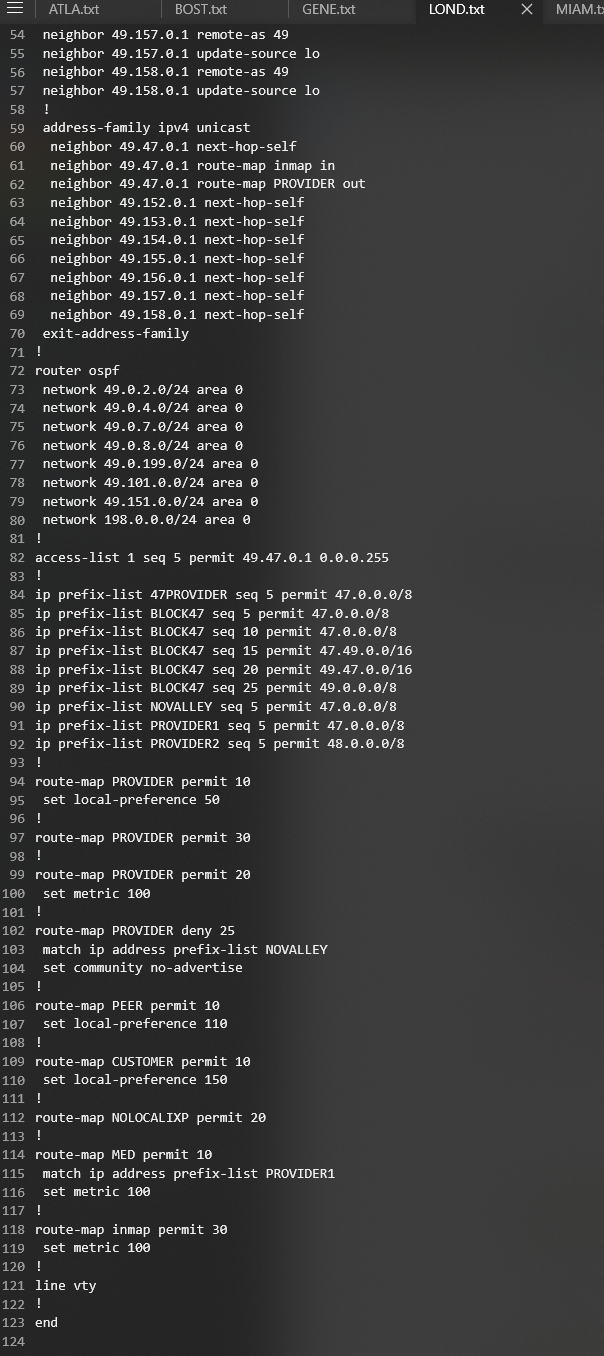 ATLA.txt BOST.txt GENE.txt LOND.txt MIAM.tx
54 neighbor 49.157.0.1 remote-as 49
55 neighbor 49.157.0.1 update-source lo
56 neighbor 49.158.0.1 remote-as 49
57 neighbor 49.158.0.1 update-source lo
58 !
59 address-family ipv4 unicast
60 neighbor 49.47.0.1 next-hop-self
61 neighbor 49.47.0.1 route-map inmap in
62 neighbor 49.47.0.1 route-map PROVIDER out
63 neighbor 49.152.0.1 next-hop-self
64 neighbor 49.153.0.1 next-hop-self
65 neighbor 49.154.0.1 next-hop-self
66 neighbor 49.155.0.1 next-hop-self
67 neighbor 49.156.0.1 next-hop-self
68 neighbor 49.157.0.1 next-hop-self
69 neighbor 49.158.0.1 next-hop-self
70 exit-address-family
71 !
72 router ospf
73 network 49.0.2.0/24 area 0
74 network 49.0.4.0/24 area 0
75 network 49.0.7.0/24 area 0
76 network 49.0.8.0/24 area 0
77 network 49.0.199.0/24 area 0
78 network 49.101.0.0/24 area 0
79 network 49.151.0.0/24 area 0
80 network 198.0.0.0/24 area 0
81 !
82 access-list 1 seq 5 permit 49.47.0.1 0.0.0.255
83 !
84 ip prefix-list 47PROVIDER seq 5 permit 47.0.0.0/8
85 ip prefix-list BLOCK47 seq 5 permit 47.0.0.0/8
86 ip prefix-list BLOCK47 seq 10 permit 47.0.0.0/8
87 ip prefix-list BLOCK47 seq 15 permit 47.49.0.0/16
88 ip prefix-list BLOCK47 seq 20 permit 49.47.0.0/16
89 ip prefix-list BLOCK47 seq 25 permit 49.0.0.0/8
90 ip prefix-list NOVALLEY seq 5 permit 47.0.0.0/8
91 ip prefix-list PROVIDER1 seq 5 permit 47.0.0.0/8
92 ip prefix-list PROVIDER2 seq 5 permit 48.0.0.0/8
93 !
94 route-map PROVIDER permit 10
95 set local-preference 50
96 !
97 route-map PROVIDER permit 30
98 !
99 route-map PROVIDER permit 20
100 set metric 100
101 !
102 route-map PROVIDER deny 25
103 match ip address prefix-list NOVALLEY
104 set community no-advertise
105 !
106 route-map PEER permit 10
107 set local-preference 110
108 !
109 route-map CUSTOMER permit 10
110 set local-preference 150
111 !
112 route-map NOLOCALIXP permit 20
113 !
114 route-map MED permit 10
115 match ip address prefix-list PROVIDER1
116 set metric 100
117 !
118 route-map inmap permit 30
119 set metric 100
120 !
121 line vty
122 !
123 end
124